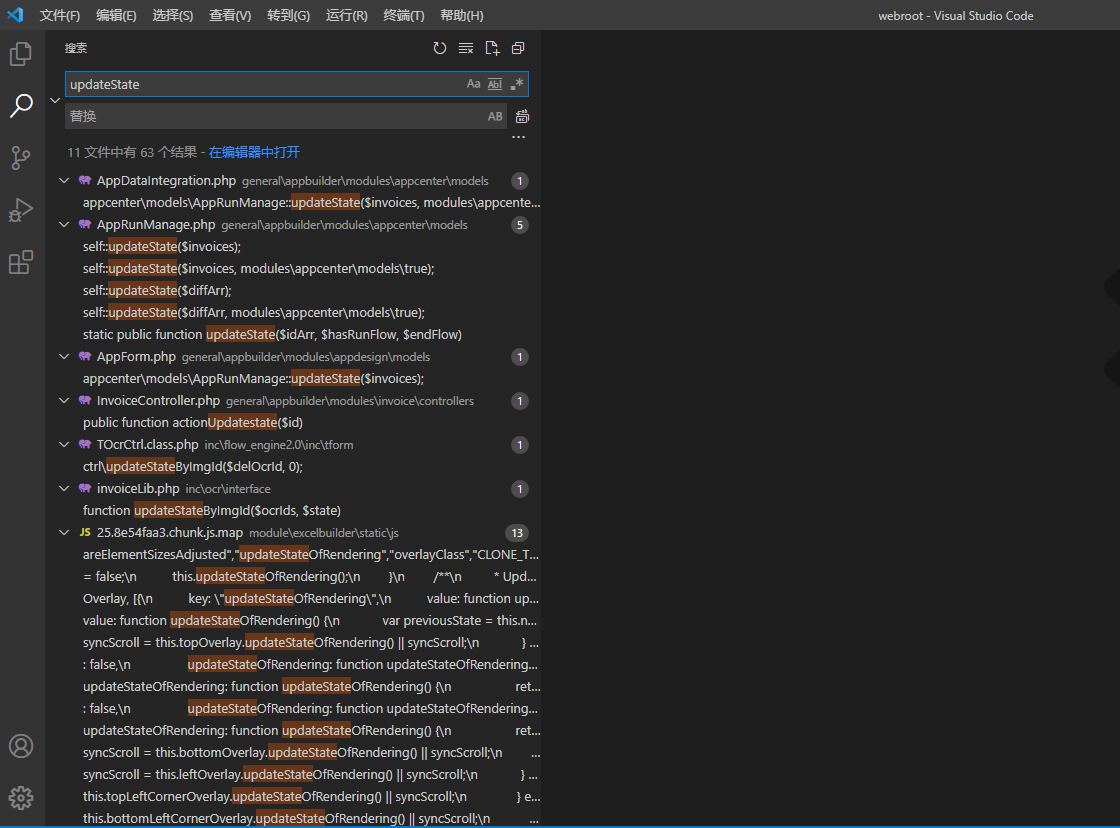 文件(F) 编辑(E) 选择(S) 查看(V) 转到(G) 运行(R) 终端(T) 帮助(H) webroot - Visual Studio Code
搜索
updateState Aa Abl .*
替换 AB
...
11 文件中有 63 个结果 - 在编辑器中打开
AppDataIntegration.php general\appbuilder\modules\appcenter\models 1
appcenter\models\AppRunManage::updateState($invoices, modules\appcente...
AppRunManage.php general\appbuilder\modules\appcenter\models 5
self::updateState($invoices);
self::updateState($invoices, modules\appcenter\models\true);
self::updateState($diffArr);
self::updateState($diffArr, modules\appcenter\models\true);
static public function updateState($idArr, $hasRunFlow, $endFlow)
AppForm.php general\appbuilder\modules\appdesign\models 1
appcenter\models\AppRunManage::updateState($invoices);
InvoiceController.php general\appbuilder\modules\invoice\controllers 1
public function actionUpdatestate($id)
TOcrCtrl.class.php inc\flow_engine2.0\inc\tform 1
ctrl\updateStateByImgId($delOcrId, 0);
invoiceLib.php inc\ocr\interface 1
function updateStateByImgId($ocrIds, $state)
JS 25.8e54faa3.chunk.js.map module\excelbuilder\static\js 13
areElementSizesAdjusted","updateStateOfRendering","overlayClass","CLONE_T...
= false;\n this.updateStateOfRendering();\n }\n /**\n * Upd...
Overlay, [{\n key: \"updateStateOfRendering\",\n value: function up...
value: function updateStateOfRendering() {\n var previousState = this.n...
syncScroll = this.topOverlay.updateStateOfRendering() || syncScroll;\n } ...
: false,\n updateStateOfRendering: function updateStateOfRendering...
updateStateOfRendering: function updateStateOfRendering() {\n ret...
: false,\n updateStateOfRendering: function updateStateOfRendering...
updateStateOfRendering: function updateStateOfRendering() {\n ret...
syncScroll = this.bottomOverlay.updateStateOfRendering() || syncScroll;\n ...
syncScroll = this.leftOverlay.updateStateOfRendering() || syncScroll;\n } ...
this.topLeftCornerOverlay.updateStateOfRendering() || syncScroll;\n } e...
this.bottomLeftCornerOverlay.updateStateOfRendering() || syncScroll;\n ...